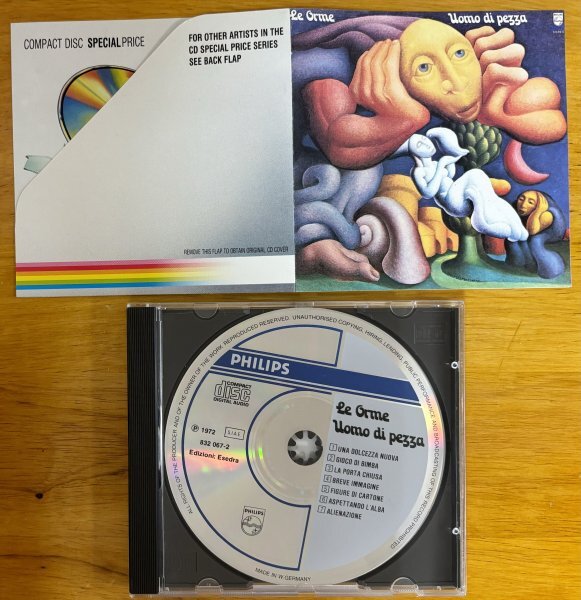 COMPACT DISC SPECIALPRICE
FOR OTHER ARTISTS IN THE
CD SPECIAL PRICE SERIES
SEE BACK FLAP
REMOVE THIS FLAP TO OBTAIN ORIGINAL CD COVER
Le Orme
Uomo di pezza
PHILIPS
ALL RIGHTS OF THE PRODUCER AND OF THE OWNER OF THE WORK REPRODUCED RESERVED. UNAUTHORISED COPYING, HIRING, LENDING, PUBLIC PERFORMANCE AND BROADCASTING OF THIS RECORD PROHIBITED
PHILIPS
COMPACT
disc
DIGITAL AUDIO
℗ 1972
S.I.A.E.
832 067-2
Edizioni: Esedra
Le Orme
Uomo di pezza
1 UNA DOLCEZZA NUOVA
2 GIOCO DI BIMBA
3 LA PORTA CHIUSA
4 BREVE IMMAGINE
5 FIGURE DI CARTONE
6 ASPETTANDO L'ALBA
7 ALIENAZIONE
PHILIPS
MADE IN W. GERMANY